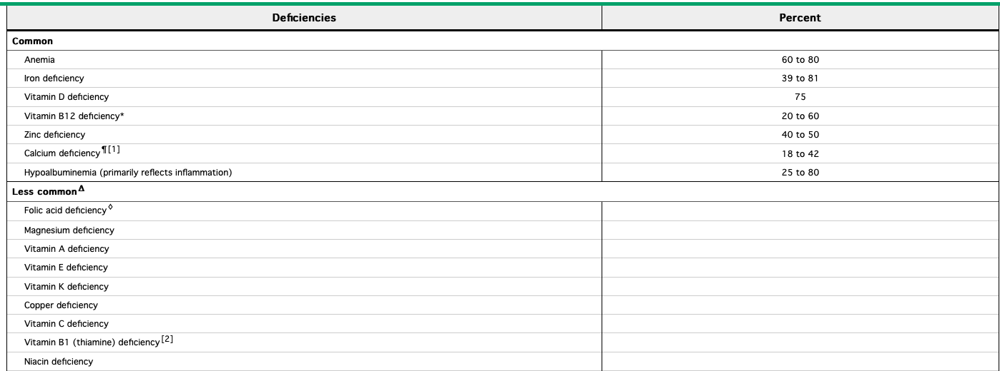 Deficiencies Percent
Common
Anemia 60 to 80
Iron deficiency 39 to 81
Vitamin D deficiency 75
Vitamin B12 deficiency* 20 to 60
Zinc deficiency 40 to 50
Calcium deficiency¶[1] 18 to 42
Hypoalbuminemia (primarily reflects inflammation) 25 to 80
Less commonΔ
Folic acid deficiency◊
Magnesium deficiency
Vitamin A deficiency
Vitamin E deficiency
Vitamin K deficiency
Copper deficiency
Vitamin C deficiency
Vitamin B1 (thiamine) deficiency[2]
Niacin deficiency